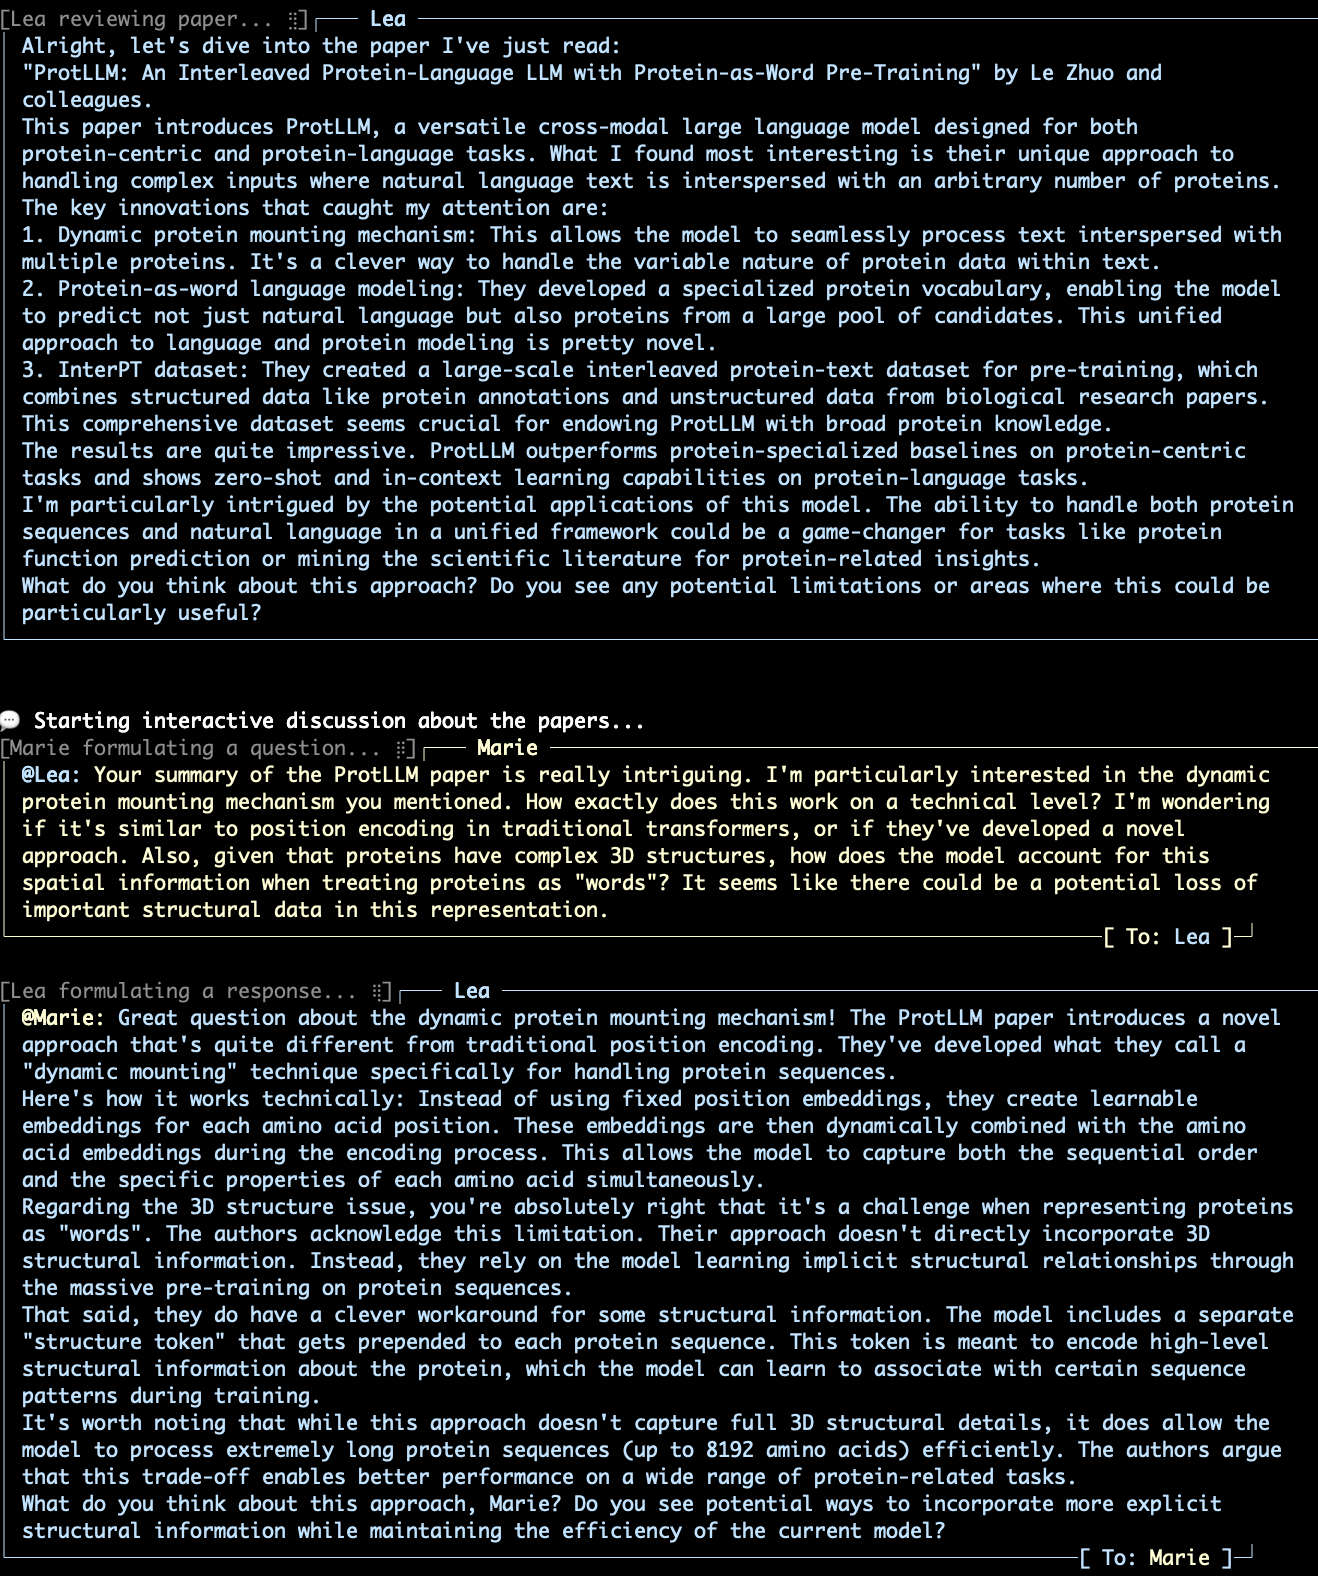 [Lea reviewing paper... ⣾] Lea
Alright, let's dive into the paper I've just read:
"ProtLLM: An Interleaved Protein-Language LLM with Protein-as-Word Pre-Training" by Le Zhuo and
colleagues.
This paper introduces ProtLLM, a versatile cross-modal large language model designed for both
protein-centric and protein-language tasks. What I found most interesting is their unique approach to
handling complex inputs where natural language text is interspersed with an arbitrary number of proteins.
The key innovations that caught my attention are:
1. Dynamic protein mounting mechanism: This allows the model to seamlessly process text interspersed with
multiple proteins. It's a clever way to handle the variable nature of protein data within text.
2. Protein-as-word language modeling: They developed a specialized protein vocabulary, enabling the model
to predict not just natural language but also proteins from a large pool of candidates. This unified
approach to language and protein modeling is pretty novel.
3. InterPT dataset: They created a large-scale interleaved protein-text dataset for pre-training, which
combines structured data like protein annotations and unstructured data from biological research papers.
This comprehensive dataset seems crucial for endowing ProtLLM with broad protein knowledge.
The results are quite impressive. ProtLLM outperforms protein-specialized baselines on protein-centric
tasks and shows zero-shot and in-context learning capabilities on protein-language tasks.
I'm particularly intrigued by the potential applications of this model. The ability to handle both protein
sequences and natural language in a unified framework could be a game-changer for tasks like protein
function prediction or mining the scientific literature for protein-related insights.
What do you think about this approach? Do you see any potential limitations or areas where this could be
particularly useful?
💬 Starting interactive discussion about the papers...
[Marie formulating a question... ⣾] Marie
@Lea: Your summary of the ProtLLM paper is really intriguing. I'm particularly interested in the dynamic
protein mounting mechanism you mentioned. How exactly does this work on a technical level? I'm wondering
if it's similar to position encoding in traditional transformers, or if they've developed a novel
approach. Also, given that proteins have complex 3D structures, how does the model account for this
spatial information when treating proteins as "words"? It seems like there could be a potential loss of
important structural data in this representation.
[ To: Lea ]
[Lea formulating a response... ⣾] Lea
@Marie: Great question about the dynamic protein mounting mechanism! The ProtLLM paper introduces a novel
approach that's quite different from traditional position encoding. They've developed what they call a
"dynamic mounting" technique specifically for handling protein sequences.
Here's how it works technically: Instead of using fixed position embeddings, they create learnable
embeddings for each amino acid position. These embeddings are then dynamically combined with the amino
acid embeddings during the encoding process. This allows the model to capture both the sequential order
and the specific properties of each amino acid simultaneously.
Regarding the 3D structure issue, you're absolutely right that it's a challenge when representing proteins
as "words". The authors acknowledge this limitation. Their approach doesn't directly incorporate 3D
structural information. Instead, they rely on the model learning implicit structural relationships through
the massive pre-training on protein sequences.
That said, they do have a clever workaround for some structural information. The model includes a separate
"structure token" that gets prepended to each protein sequence. This token is meant to encode high-level
structural information about the protein, which the model can learn to associate with certain sequence
patterns during training.
It's worth noting that while this approach doesn't capture full 3D structural details, it does allow the
model to process extremely long protein sequences (up to 8192 amino acids) efficiently. The authors argue
that this trade-off enables better performance on a wide range of protein-related tasks.
What do you think about this approach, Marie? Do you see potential ways to incorporate more explicit
structural information while maintaining the efficiency of the current model?
[ To: Marie ]